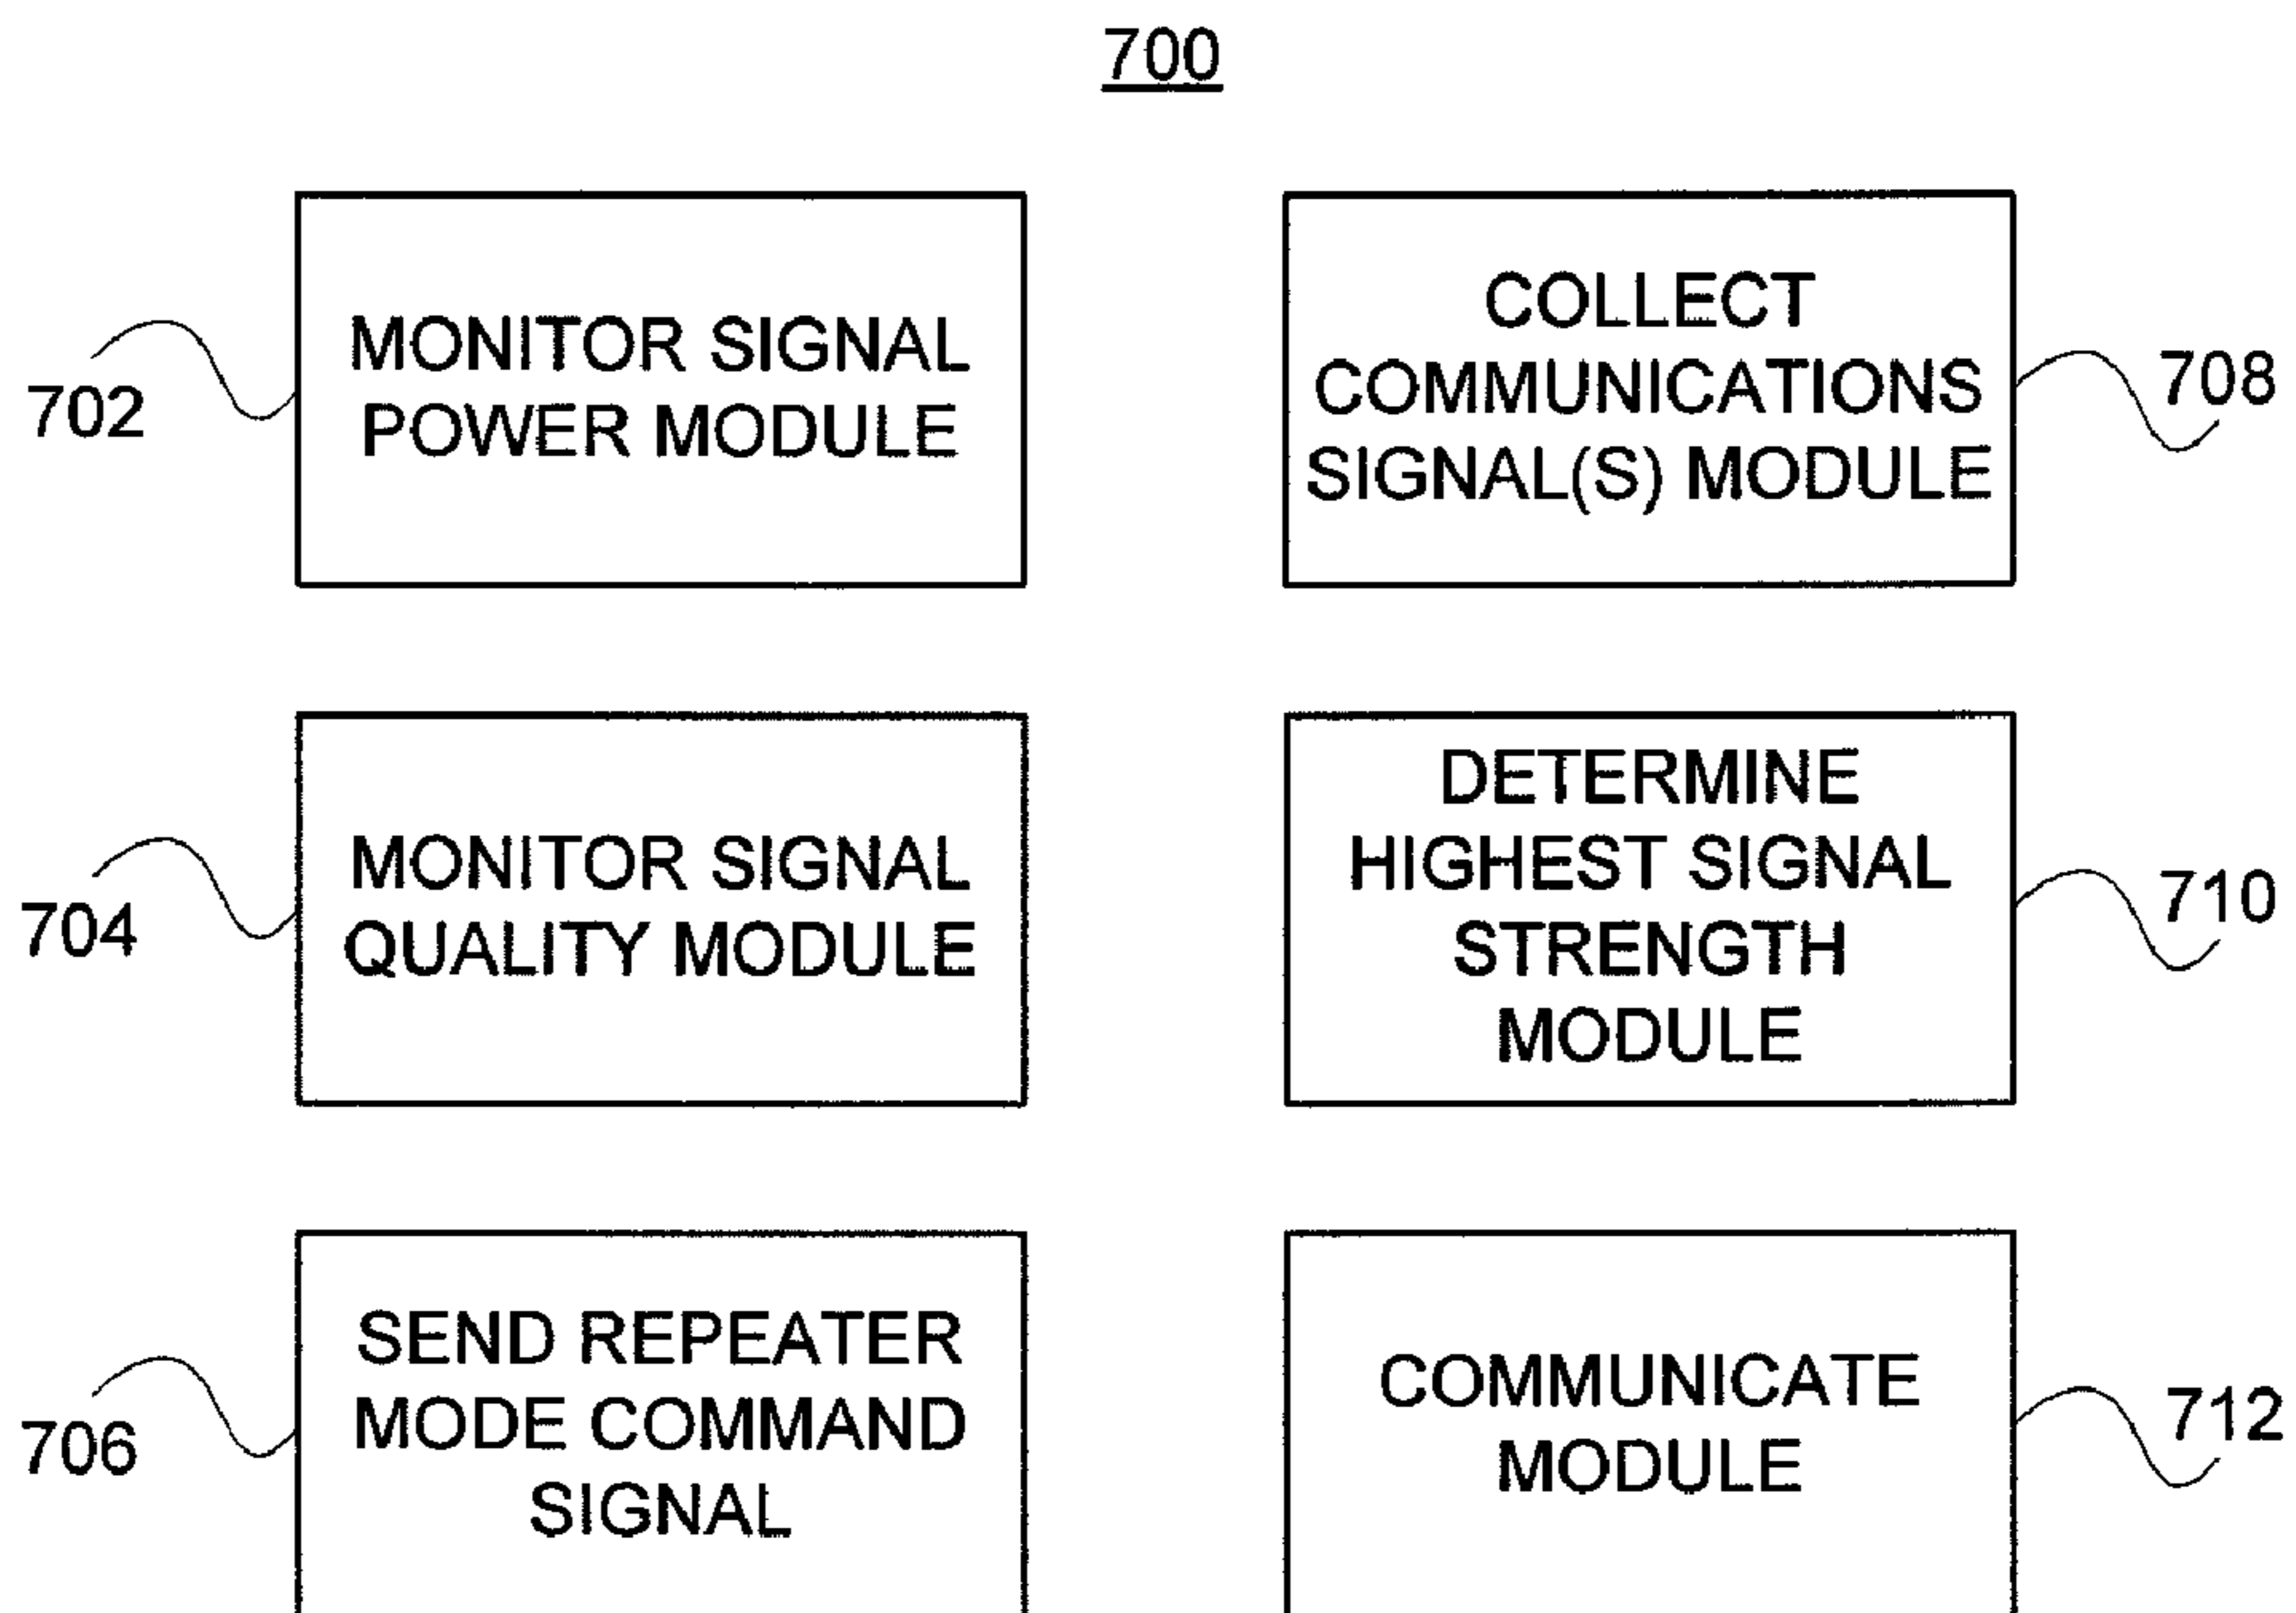 700
MONITOR SIGNAL
POWER MODULE
702
COLLECT
COMMUNICATIONS
SIGNAL(S) MODULE
708
MONITOR SIGNAL
QUALITY MODULE
704
DETERMINE
HIGHEST SIGNAL
STRENGTH
MODULE
710
SEND REPEATER
MODE COMMAND
SIGNAL
706
COMMUNICATE
MODULE
712